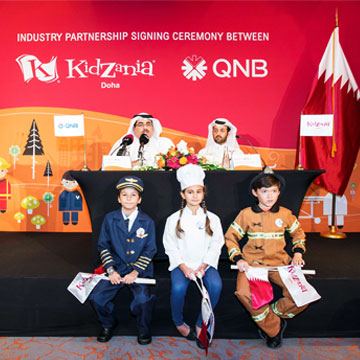 INDUSTRY PARTNERSHIP SIGNING CEREMONY BETWEEN
K KidZania® QNB
Doha
QNB
KidZania